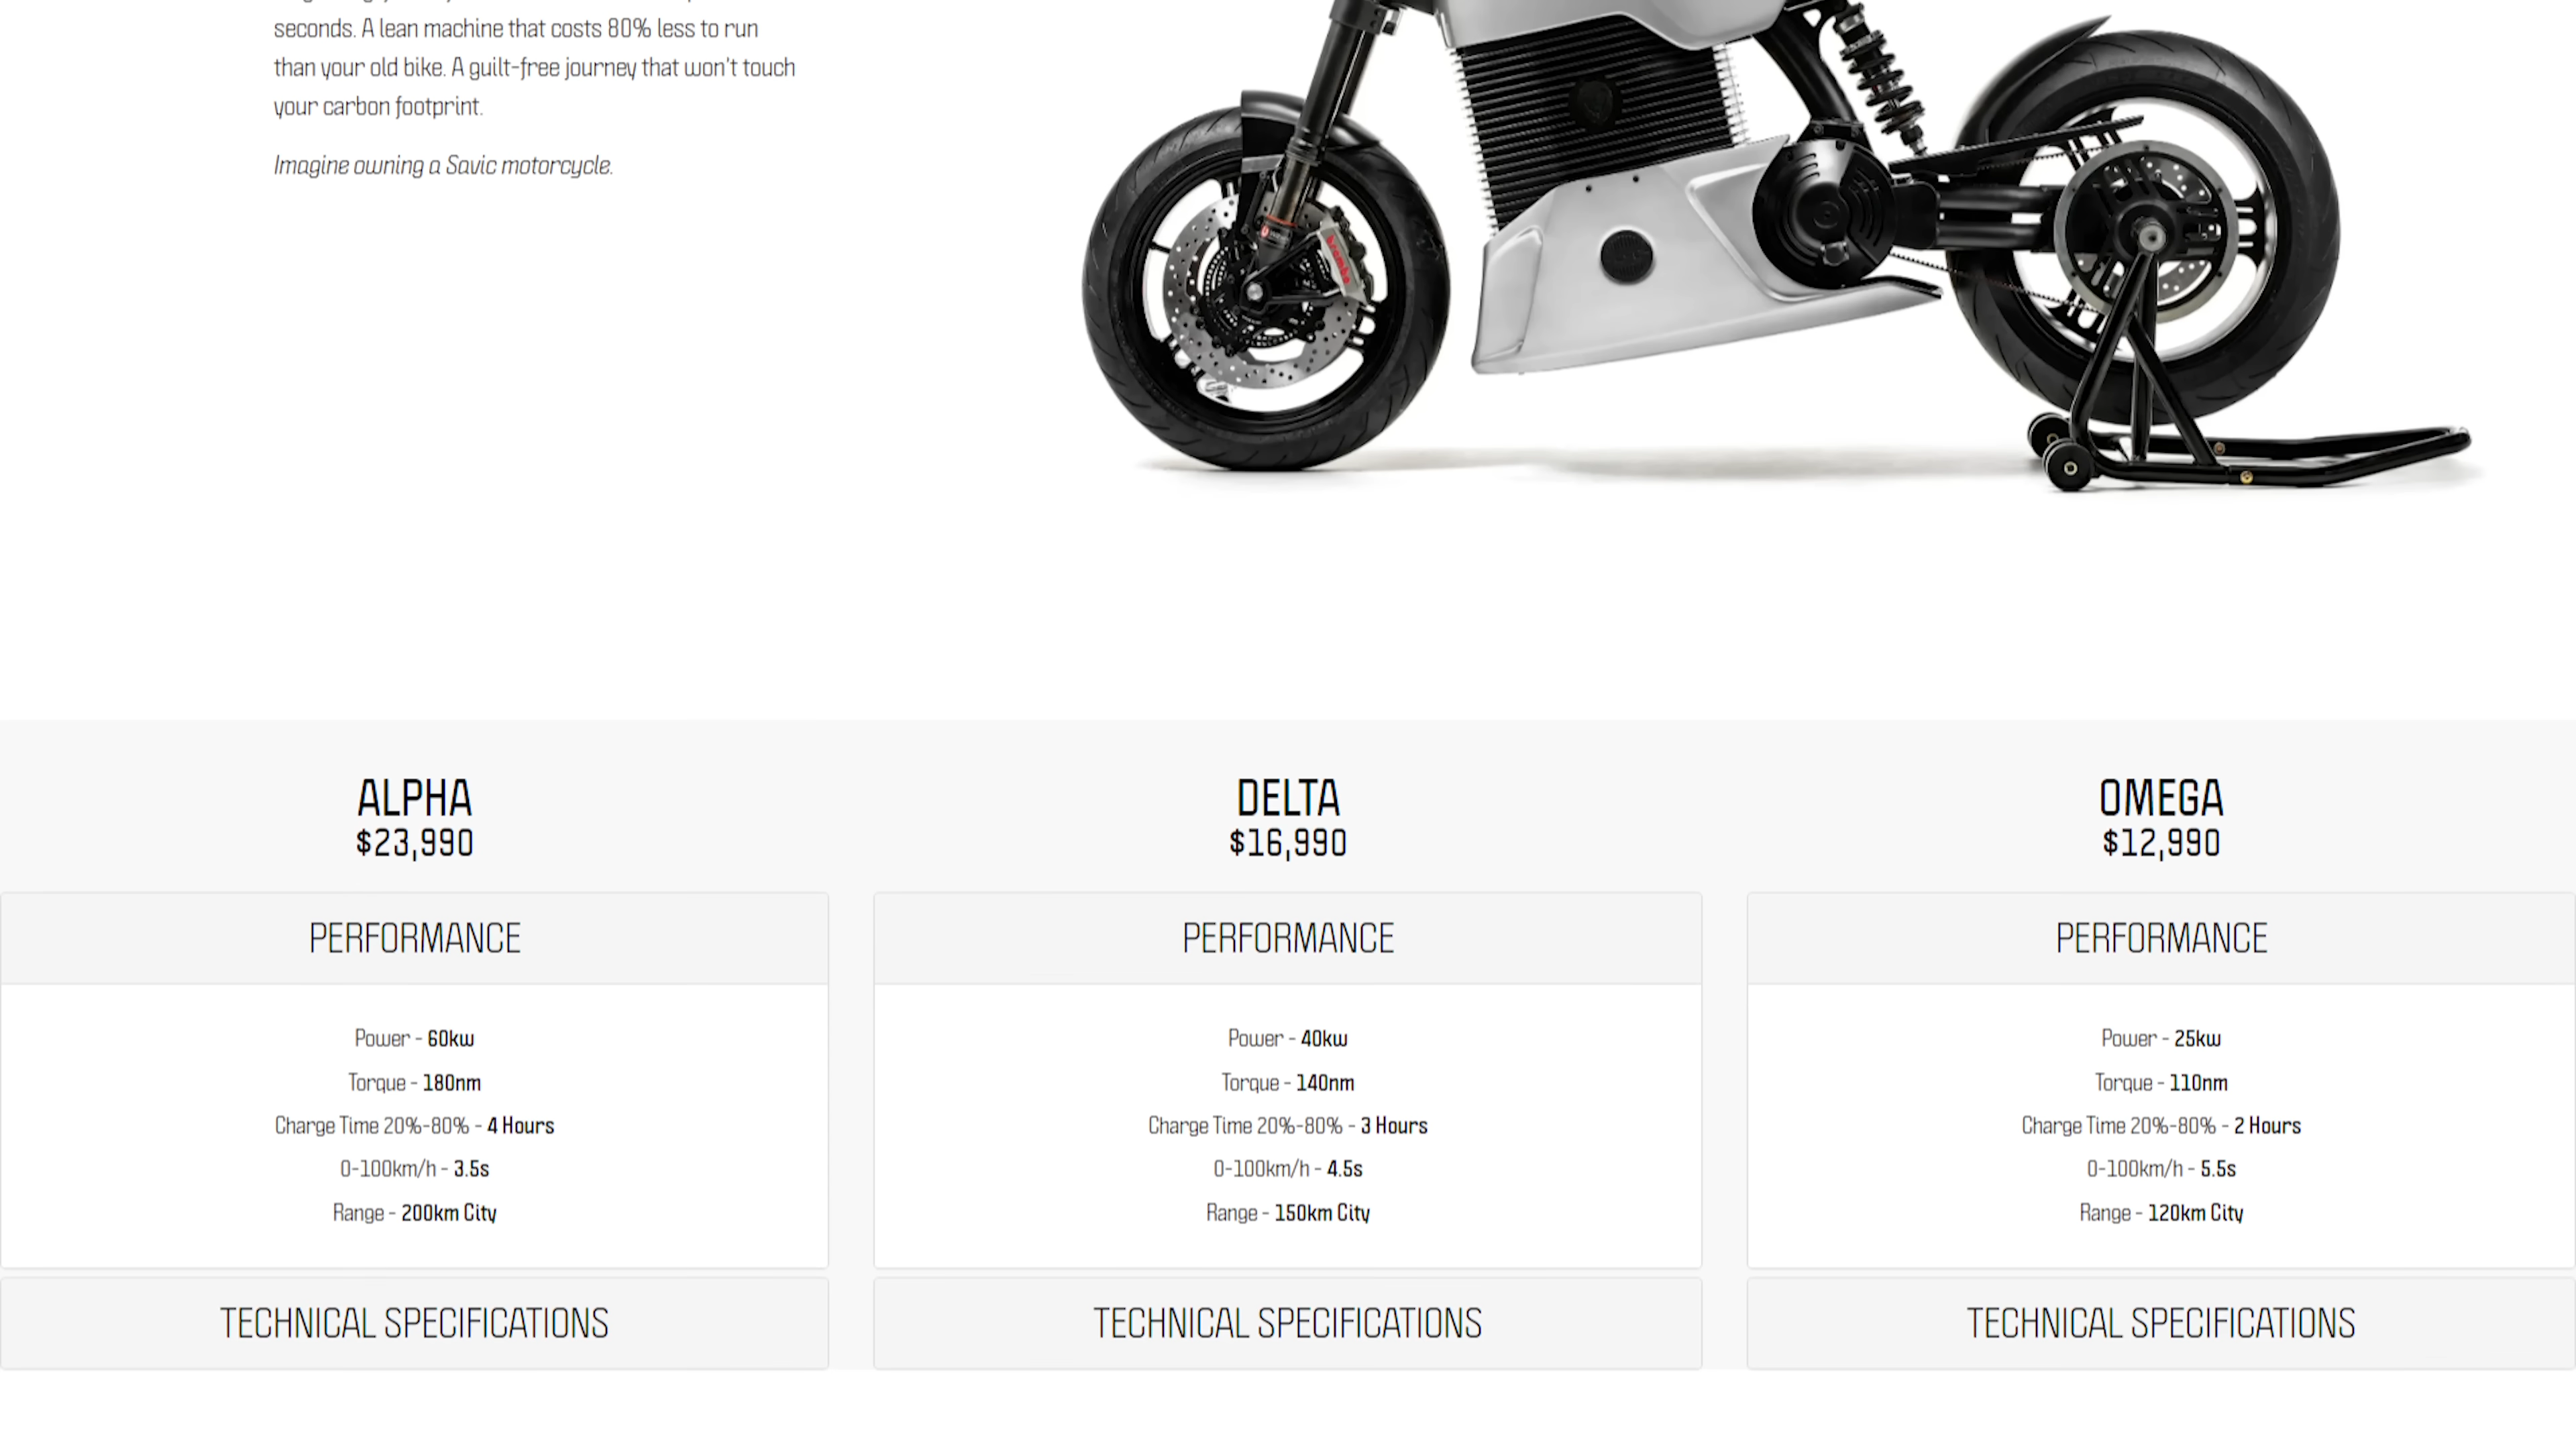 seconds. A lean machine that costs 80% less to run
than your old bike. A guilt-free journey that won't touch
your carbon footprint.
Imagine owning a Savic motorcycle.
brembo
ALPHA
$23,990
PERFORMANCE
Power - 60kw
Torque - 180nm
Charge Time 20%-80% - 4 Hours
0-100km/h - 3.5s
Range - 200km City
TECHNICAL SPECIFICATIONS
DELTA
$16,990
PERFORMANCE
Power - 40kw
Torque - 140nm
Charge Time 20%-80% - 3 Hours
0-100km/h - 4.5s
Range - 150km City
TECHNICAL SPECIFICATIONS
OMEGA
$12,990
PERFORMANCE
Power - 25kw
Torque - 110nm
Charge Time 20%-80% - 2 Hours
0-100km/h - 5.5s
Range - 120km City
TECHNICAL SPECIFICATIONS